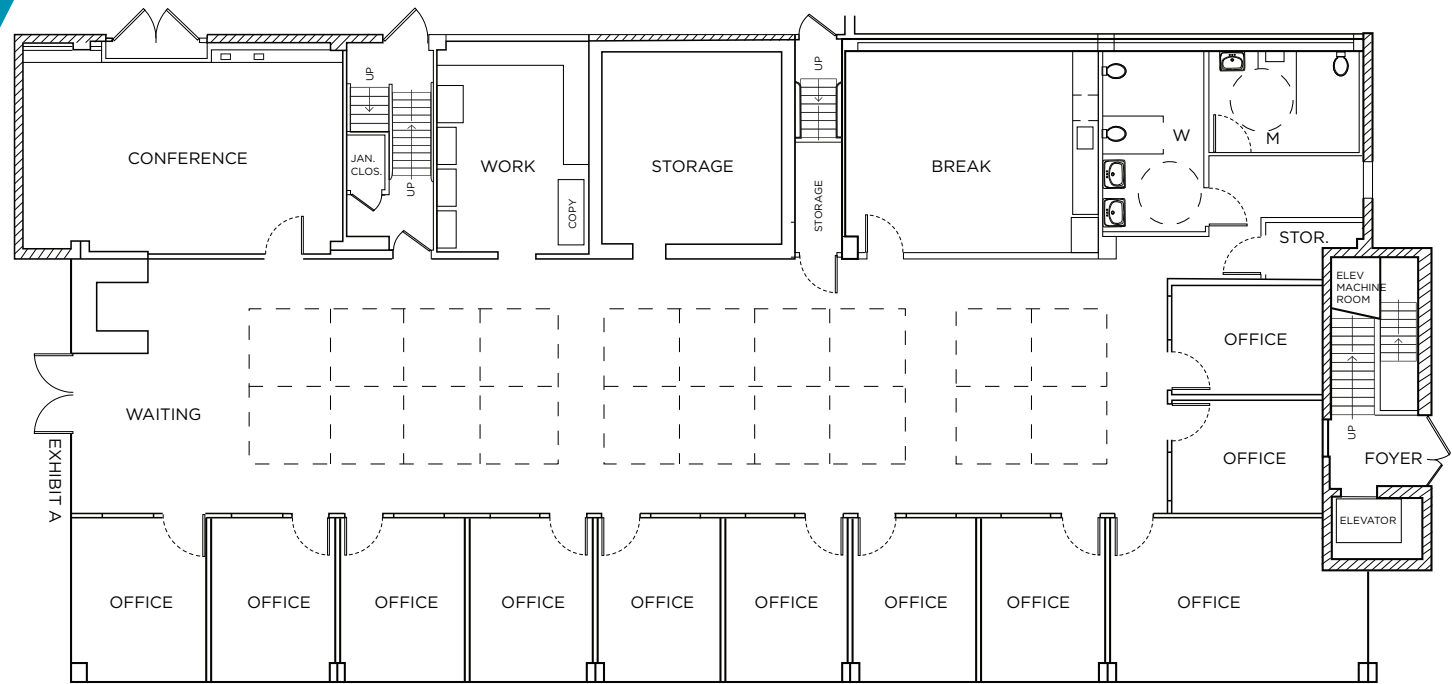 UP
UP
CONFERENCE
JAN.
CLOS.
UP
WORK
COPY
STORAGE
UP
STORAGE
BREAK
W
M
STOR.
ELEV
MACHINE
ROOM
OFFICE
WAITING
EXHIBIT A
OFFICE
UP
FOYER
ELEVATOR
OFFICE
OFFICE
OFFICE
OFFICE
OFFICE
OFFICE
OFFICE
OFFICE
OFFICE